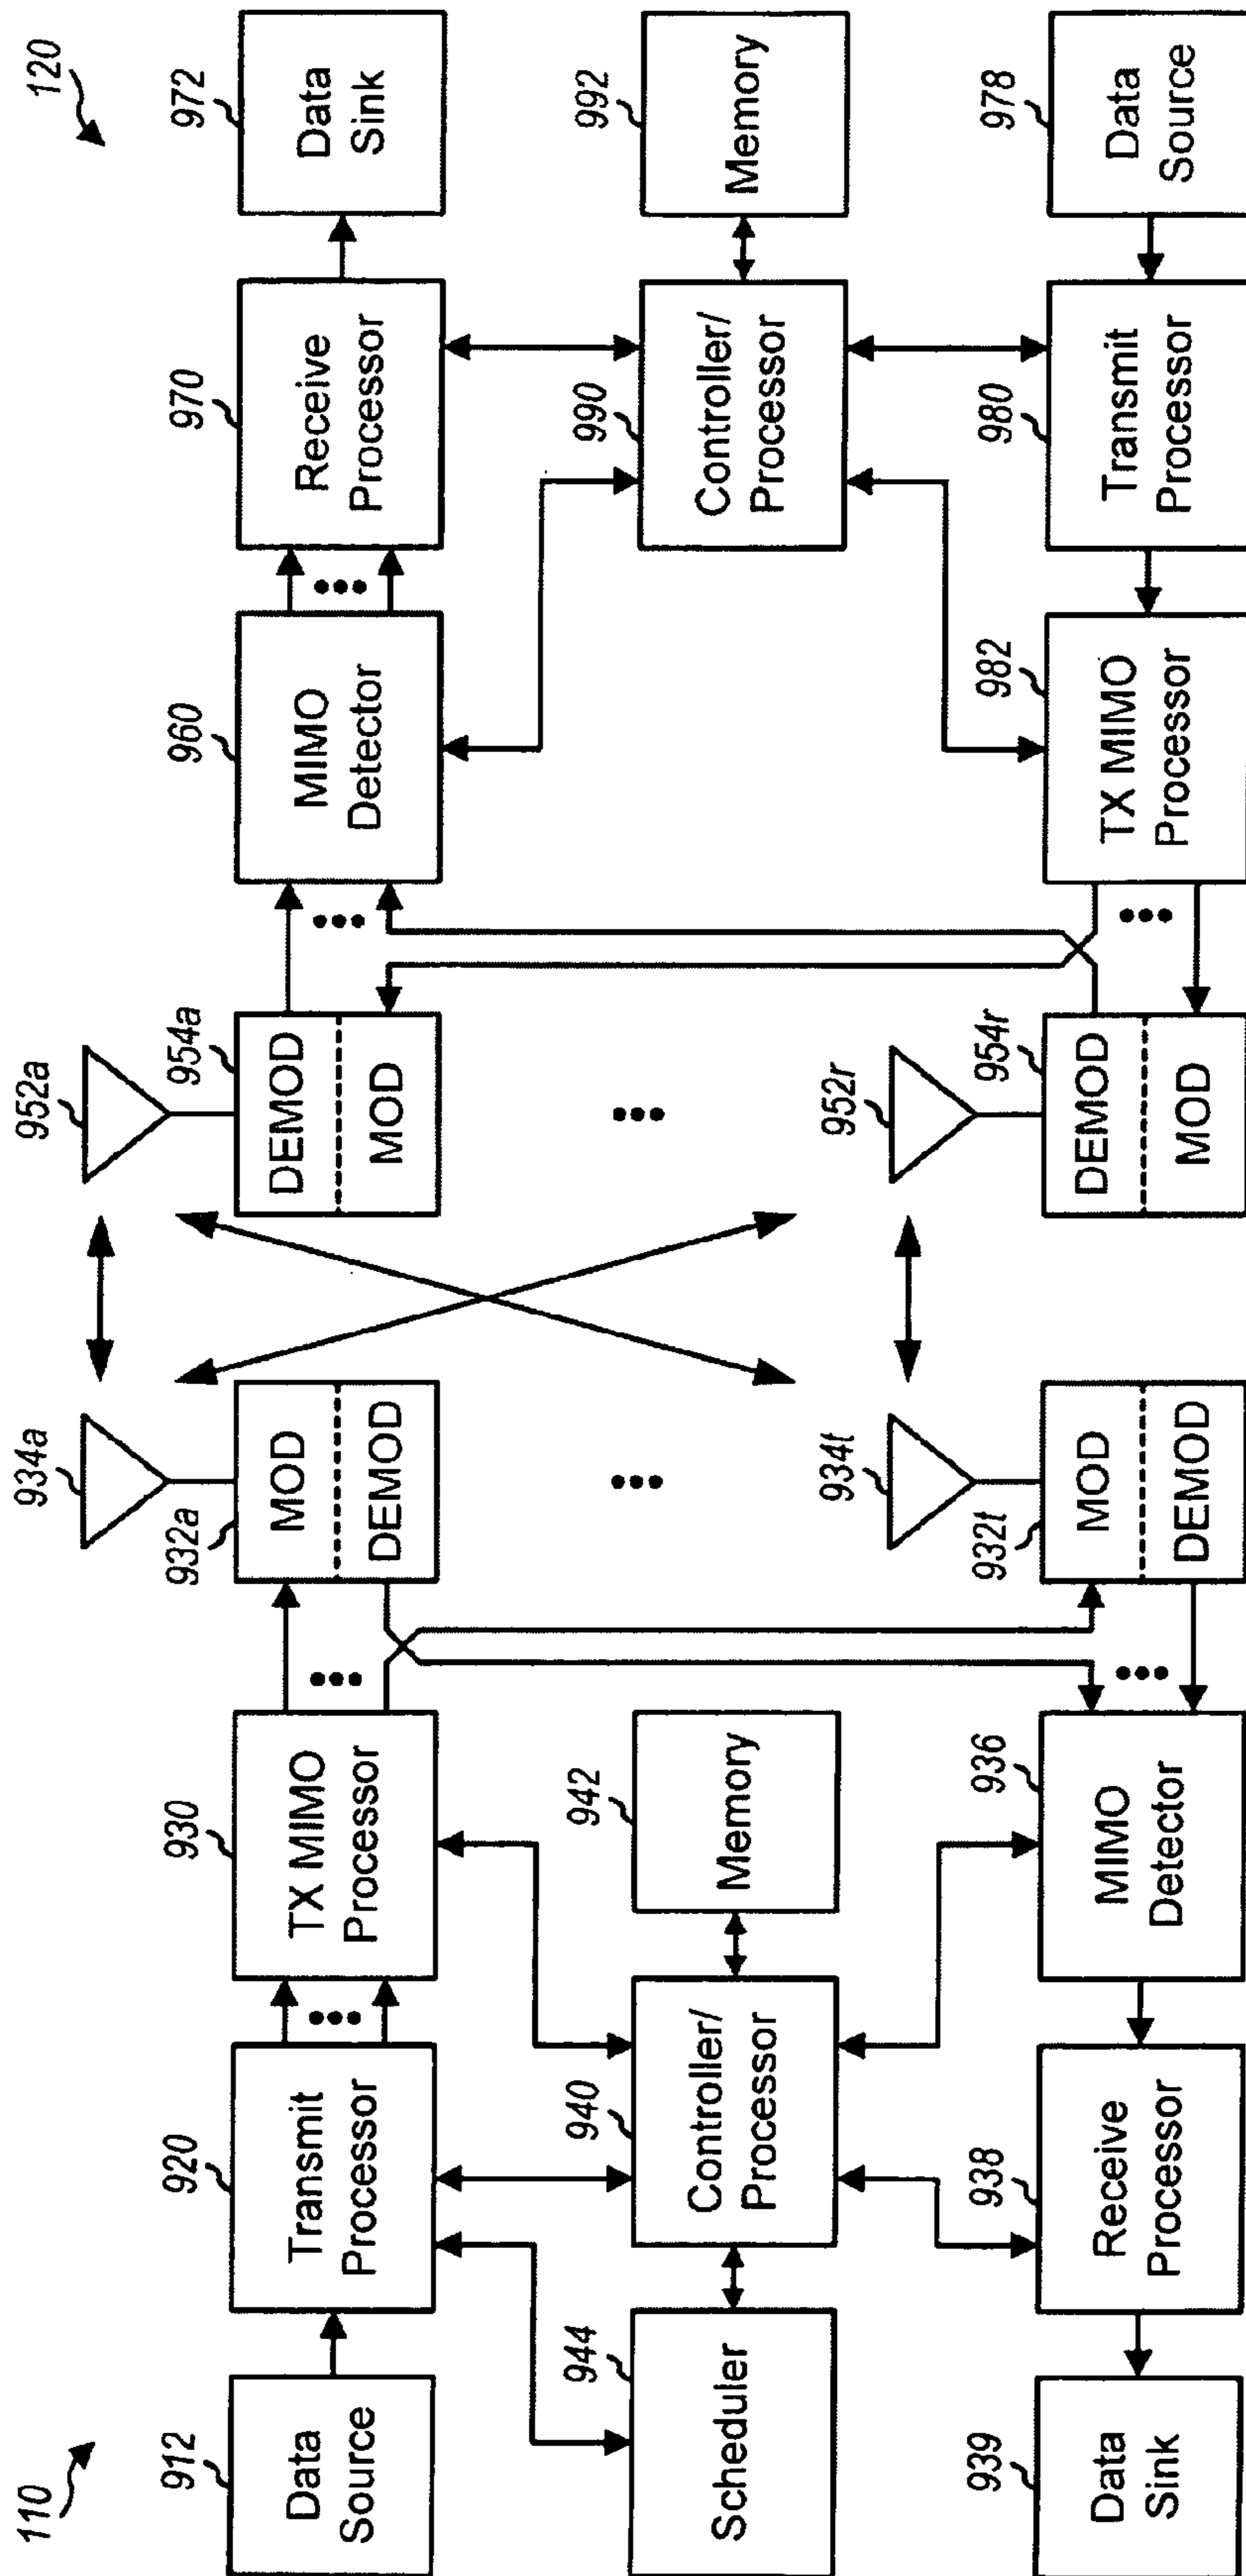 110
120
912
Data
Source
920
Transmit
Processor
930
TX MIMO
Processor
932a
MOD
DEMOD
934a
952a
954a
DEMOD
MOD
960
MIMO
Detector
970
Receive
Processor
972
Data
Sink
944
Scheduler
940
Controller/
Processor
942
Memory
990
Controller/
Processor
992
Memory
939
Data
Sink
938
Receive
Processor
936
MIMO
Detector
932t
MOD
DEMOD
934t
952r
954r
DEMOD
MOD
982
TX MIMO
Processor
980
Transmit
Processor
978
Data
Source